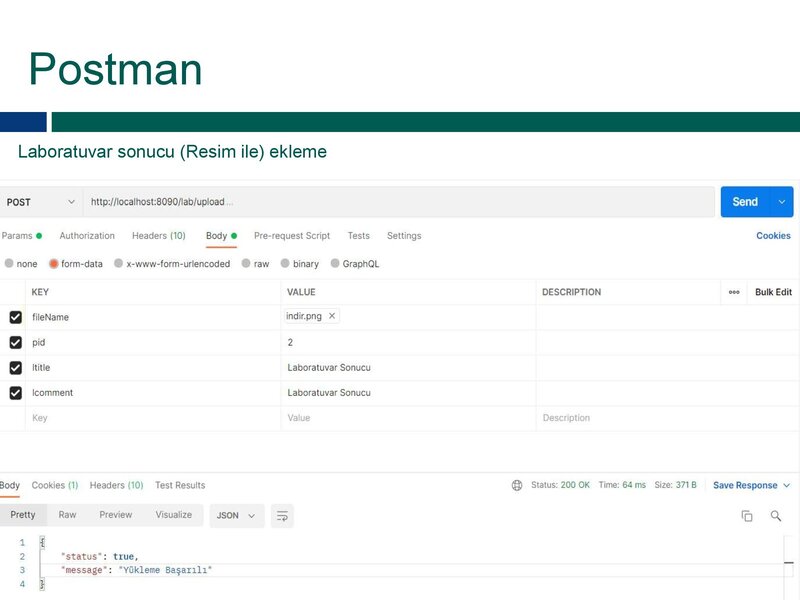 Postman
Laboratuvar sonucu (Resim ile) ekleme
POST http://localhost:8090/lab/upload... Send
Params Authorization Headers (10) Body Pre-request Script Tests Settings Cookies
none form-data x-www-form-urlencoded raw binary GraphQL
KEY VALUE DESCRIPTION ooo Bulk Edit
fileName indir.png ×
pid 2
ltitle Laboratuvar Sonucu
lcomment Laboratuvar Sonucu
Key Value Description
Body Cookies (1) Headers (10) Test Results Status: 200 OK Time: 64 ms Size: 371 B Save Response
Pretty Raw Preview Visualize JSON
1 {
2 "status": true,
3 "message": "Yükleme Başarılı"
4 }